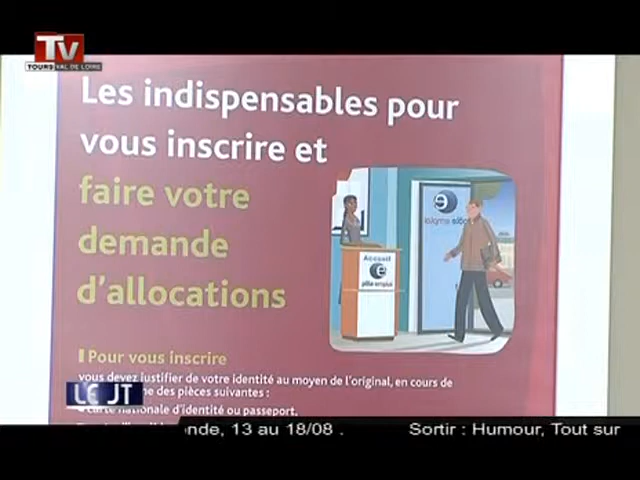 TV
TOURS VAL DE LOIRE
Les indispensables pour
vous inscrire et
faire votre
demande
d'allocations
pôle emploi
Accueil
pôle emploi
Pour vous inscrire
vous devez justifier de votre identité au moyen de l'original, en cours de
des pièces suivantes :
carte nationale d'identité ou passeport,
LE JT
nde, 13 au 18/08 . Sortir : Humour, Tout sur